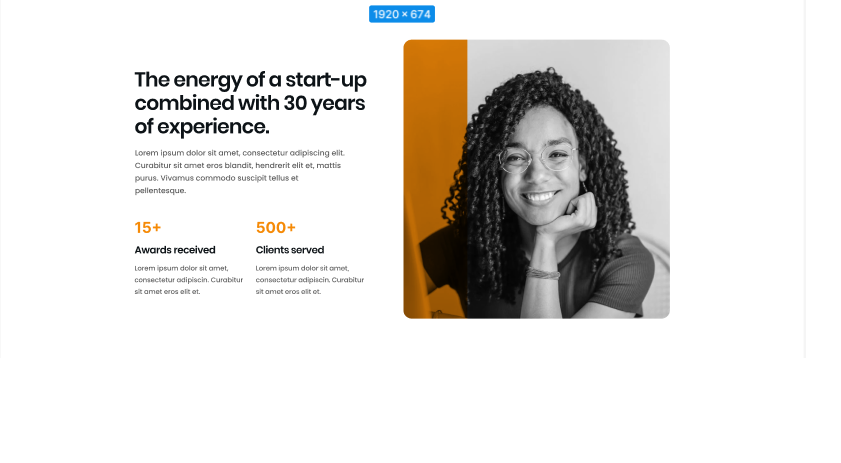 1920 × 674
The energy of a start-up
combined with 30 years
of experience.
Lorem ipsum dolor sit amet, consectetur adipiscing elit.
Curabitur sit amet eros blandit, hendrerit elit et, mattis
purus. Vivamus commodo suscipit tellus et
pellentesque.
15+
500+
Awards received
Clients served
Lorem ipsum dolor sit amet,
consectetur adipiscin. Curabitur
sit amet eros elit et.
Lorem ipsum dolor sit amet,
consectetur adipiscin. Curabitur
sit amet eros elit et.